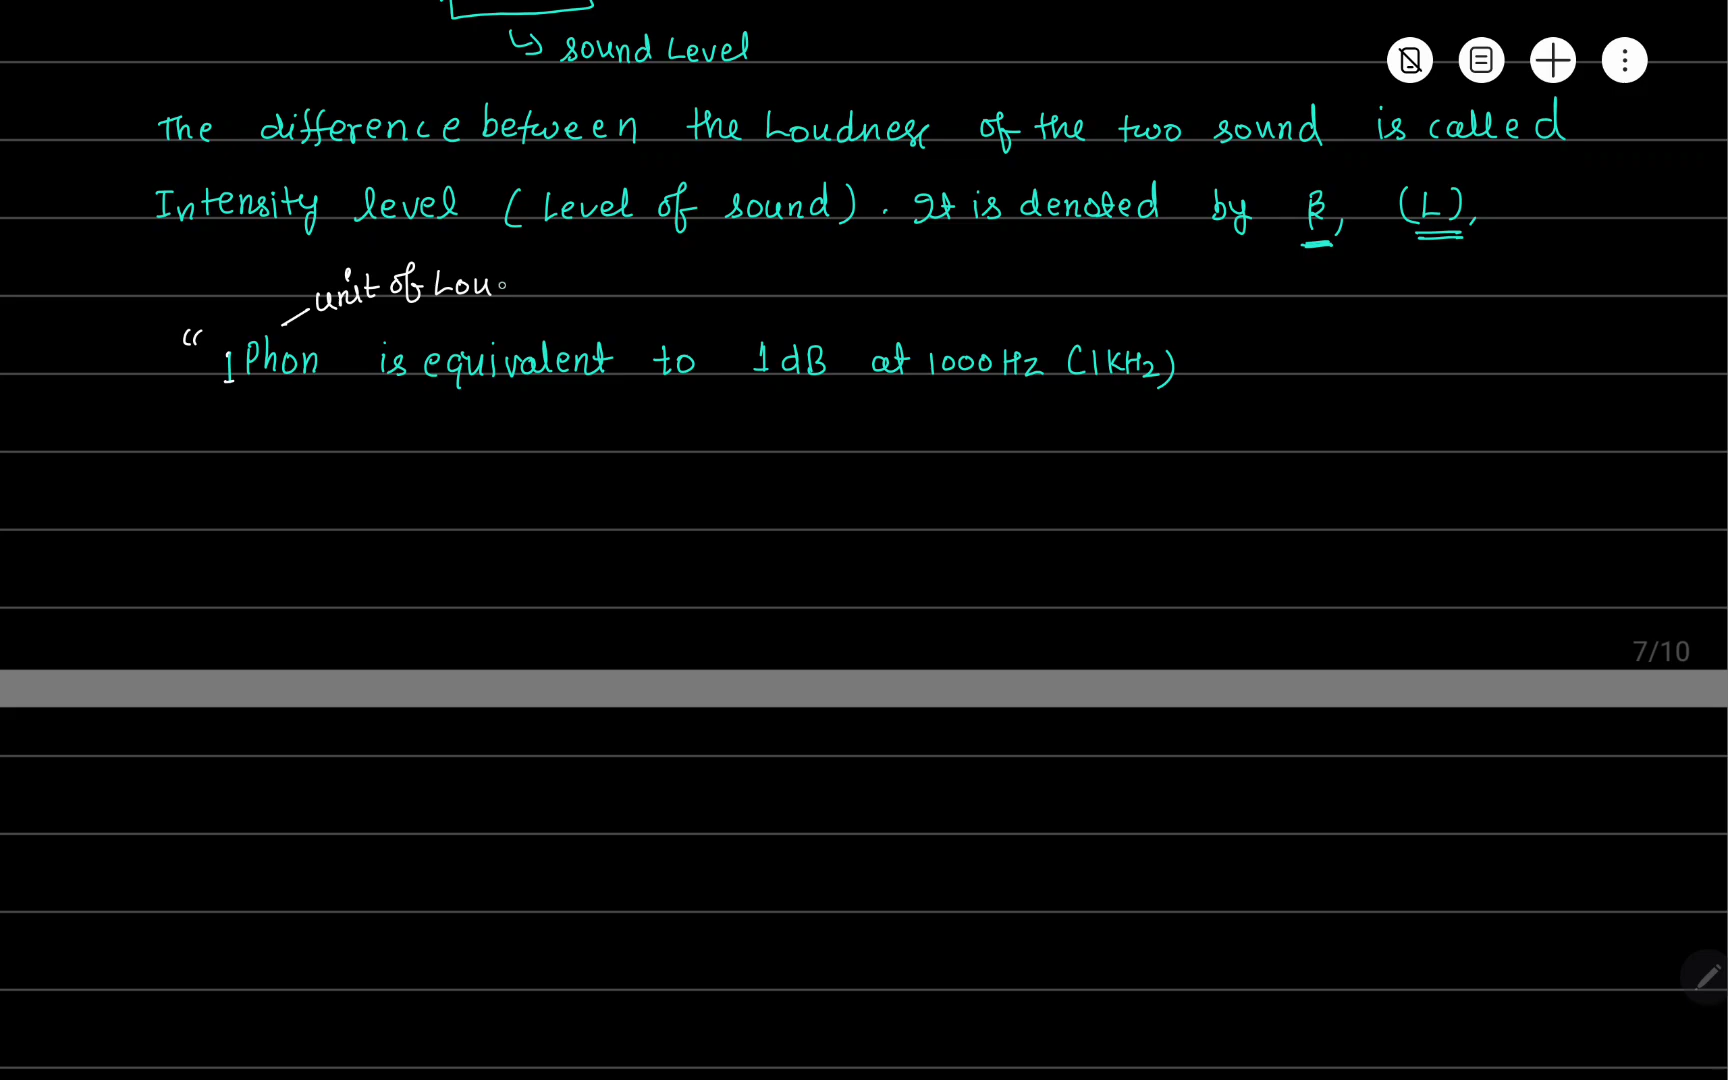 ↳ sound Level
The difference between the Loudness of the two sound is called
Intensity level (Level of sound). It is denoted by β, (L),
unit of Lou
“ 1 Phon is equivalent to 1 dB at 1000 Hz (1KHz)
7/10